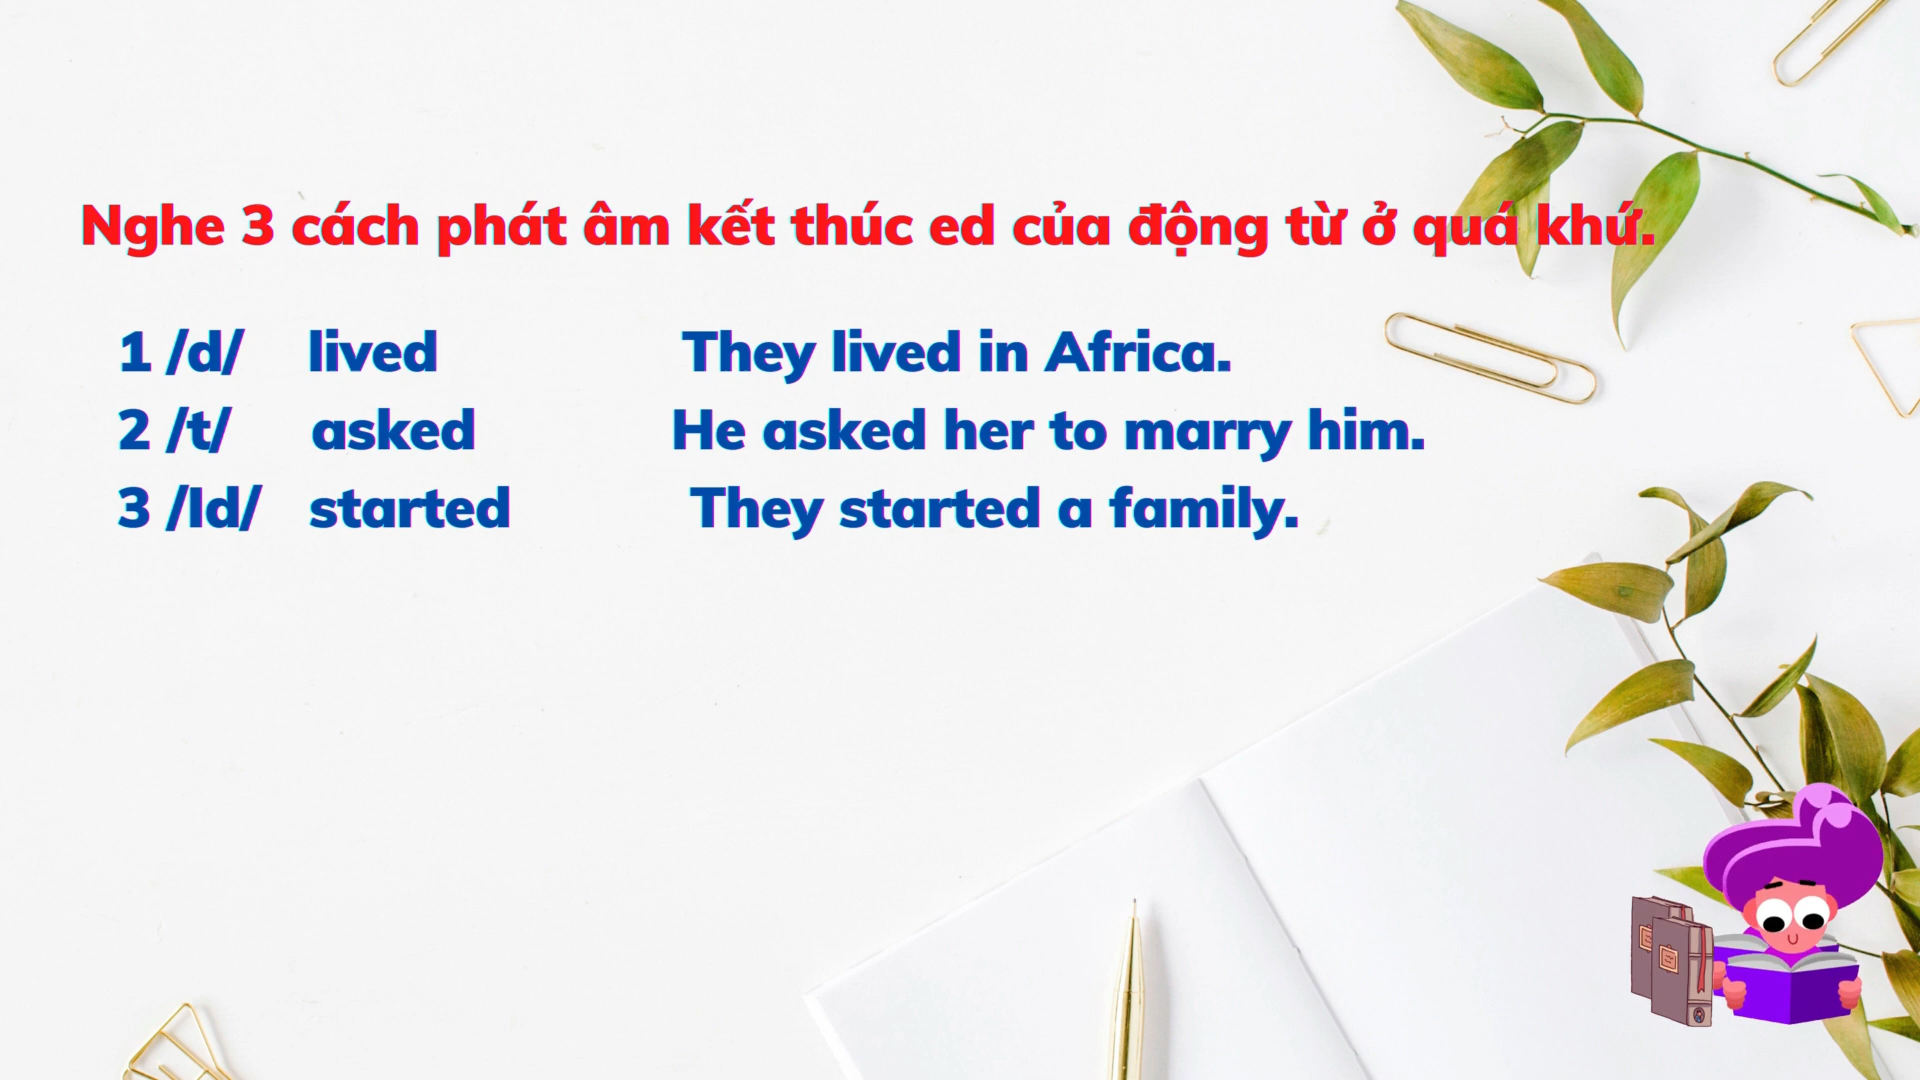 Nghe 3 cách phát âm kết thúc ed của động từ ở quá khứ.
1 /d/ lived They lived in Africa.
2 /t/ asked He asked her to marry him.
3 /Id/ started They started a family.